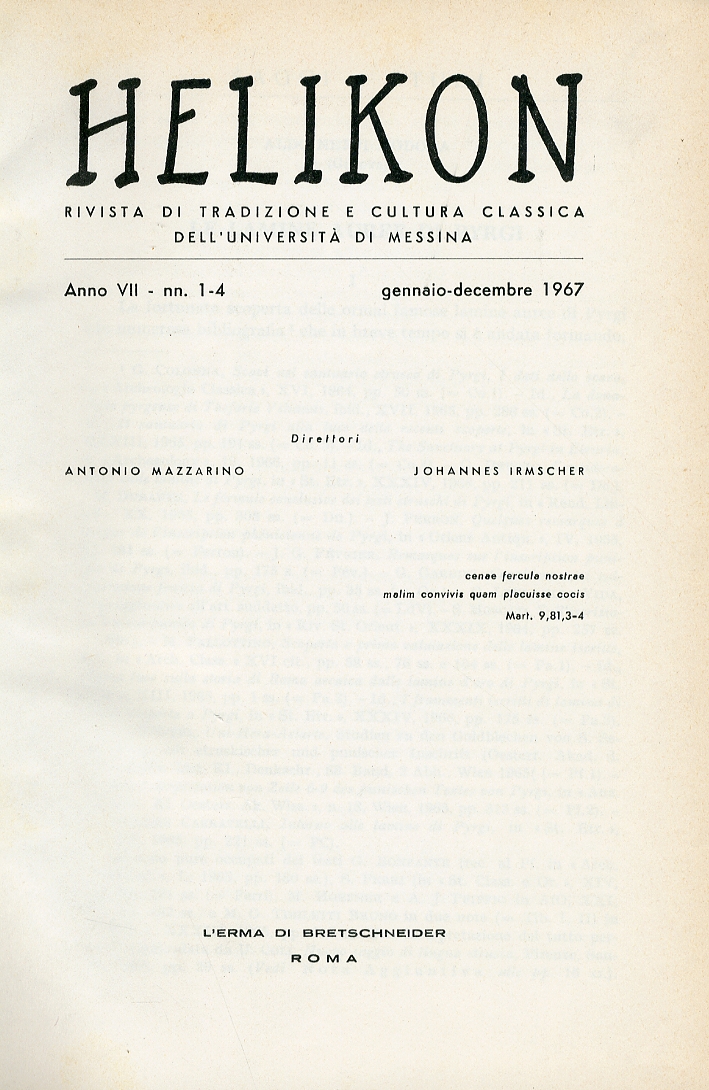 HELIKON
RIVISTA DI TRADIZIONE E CULTURA CLASSICA
DELL'UNIVERSITÀ DI MESSINA
Anno VII - nn. 1-4 gennaio-decembre 1967
Direttori
ANTONIO MAZZARINO JOHANNES IRMSCHER
cenae fercula nostrae
malim convivis quam placuisse cocis
Mart. 9,81,3-4
L'ERMA DI BRETSCHNEIDER
ROMA